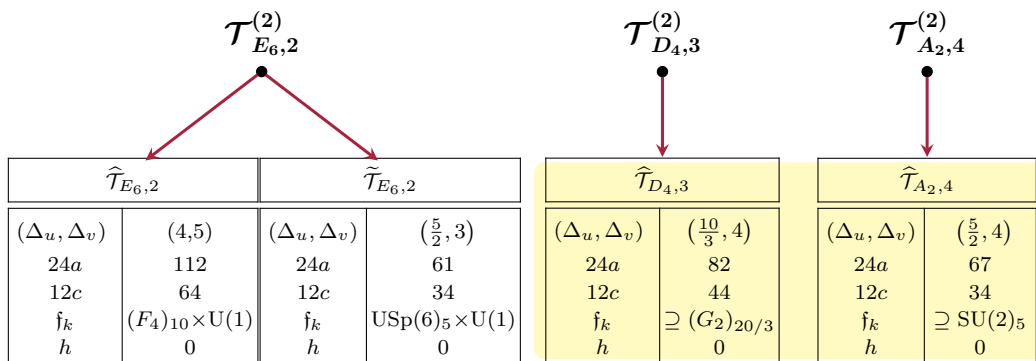 𝓣^{(2)}_{E_6,2} 𝓣^{(2)}_{D_4,3} 𝓣^{(2)}_{A_2,4}
\widehat{𝒯}_{E_6,2} \widetilde{𝒯}_{E_6,2} \widehat{𝒯}_{D_4,3} \widehat{𝒯}_{A_2,4}
(Δ_u, Δ_v) (4,5) (Δ_u, Δ_v) (5/2, 3) (Δ_u, Δ_v) (10/3, 4) (Δ_u, Δ_v) (5/2, 4)
24a 112 24a 61 24a 82 24a 67
12c 64 12c 34 12c 44 12c 34
𝔣_k (F_4)_{10}×U(1) 𝔣_k USp(6)_5×U(1) 𝔣_k ⊇ (G_2)_{20/3} 𝔣_k ⊇ SU(2)_5
h 0 h 0 h 0 h 0